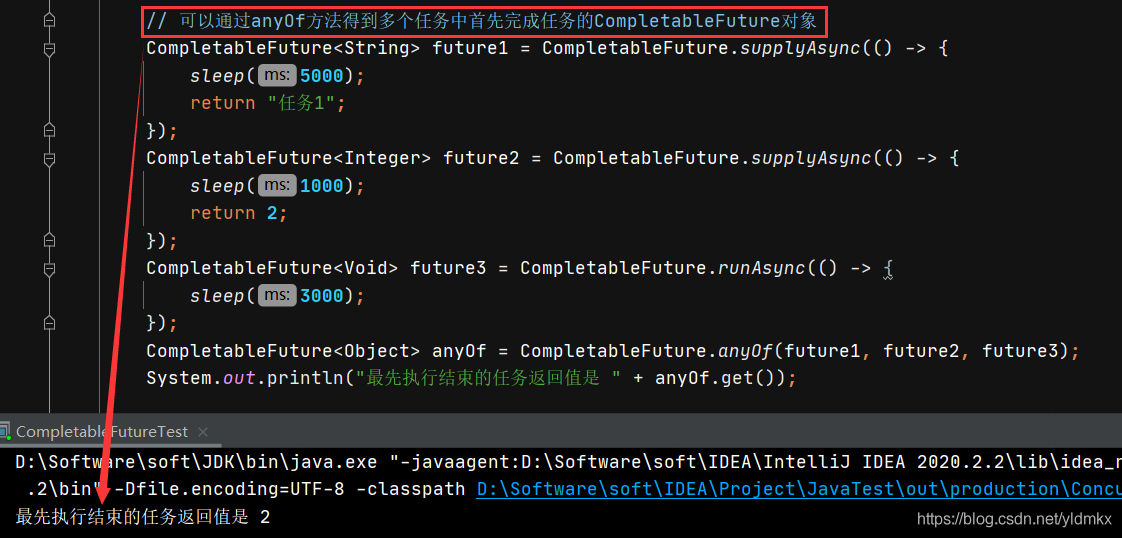 // 可以通过anyOf方法得到多个任务中首先完成任务的CompletableFuture对象
CompletableFuture<String> future1 = CompletableFuture.supplyAsync(() -> {
sleep( ms: 5000);
return "任务1";
});
CompletableFuture<Integer> future2 = CompletableFuture.supplyAsync(() -> {
sleep( ms: 1000);
return 2;
});
CompletableFuture<Void> future3 = CompletableFuture.runAsync(() -> {
sleep( ms: 3000);
});
CompletableFuture<Object> anyOf = CompletableFuture.anyOf(future1, future2, future3);
System.out.println("最先执行结束的任务返回值是 " + anyOf.get());
CompletableFutureTest ×
D:\Software\soft\JDK\bin\java.exe "-javaagent:D:\Software\soft\IDEA\IntelliJ IDEA 2020.2.2\lib\idea_r
.2\bin" -Dfile.encoding=UTF-8 -classpath D:\Software\soft\IDEA\Project\JavaTest\out\production\Concu
最先执行结束的任务返回值是 2
https://blog.csdn.net/yldmkx